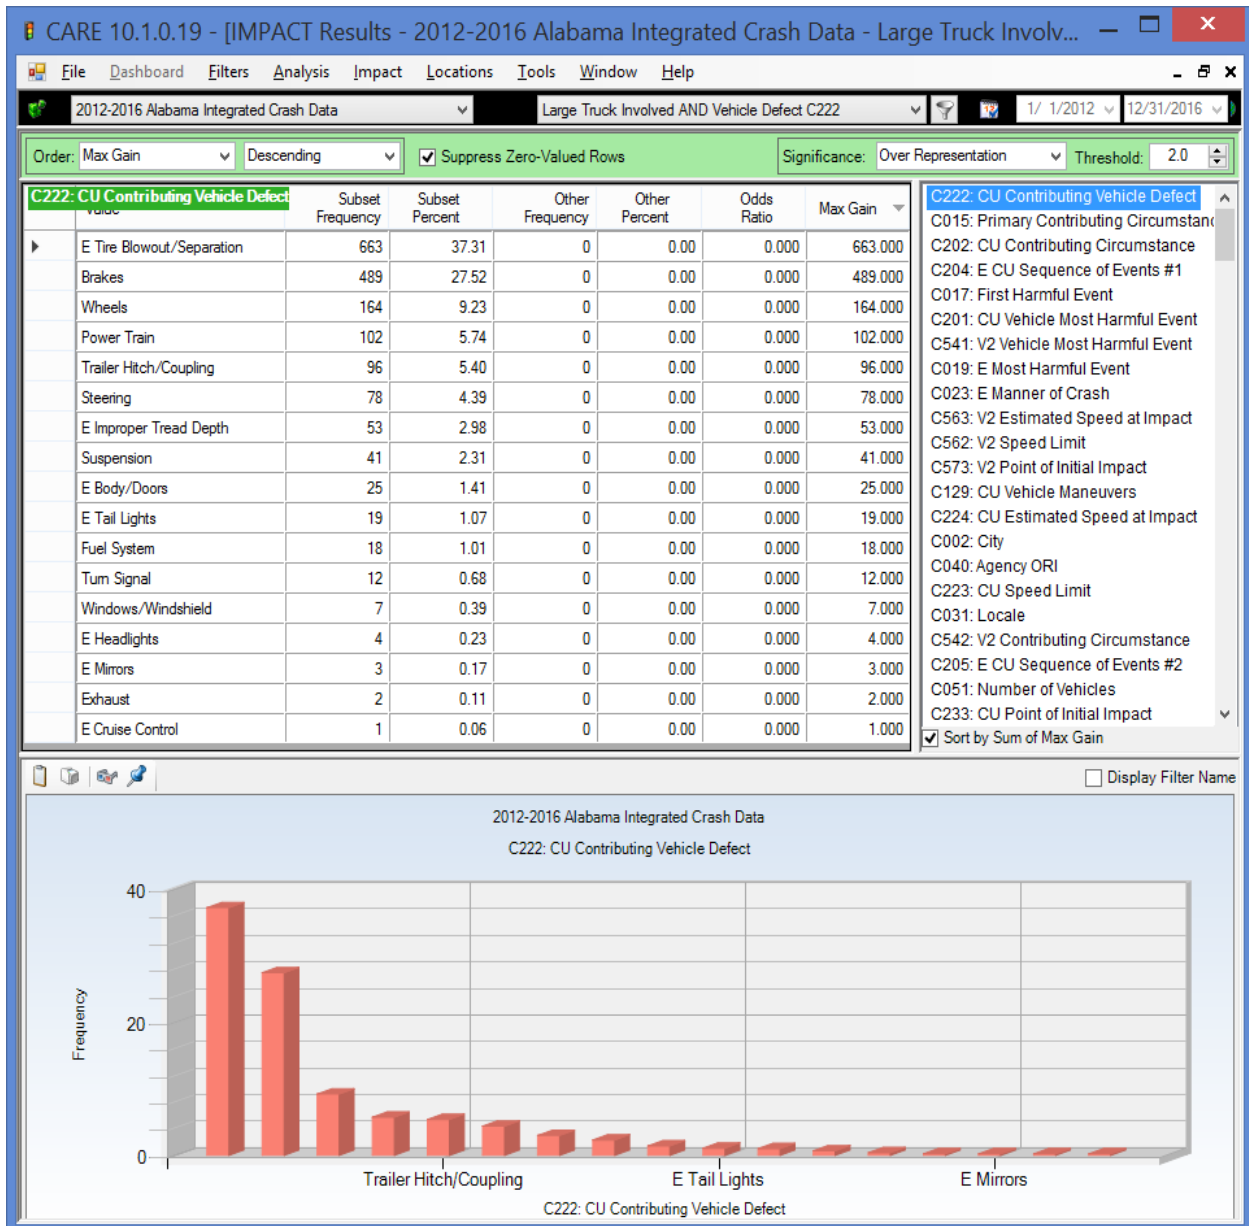 CARE 10.1.0.19 - [IMPACT Results - 2012-2016 Alabama Integrated Crash Data - Large Truck Involv...
File Dashboard Filters Analysis Impact Locations Tools Window Help
2012-2016 Alabama Integrated Crash Data Large Truck Involved AND Vehicle Defect C222 1/ 1/2012 12/31/2016
Order: Max Gain Descending Suppress Zero-Valued Rows Significance: Over Representation Threshold: 2.0
C222: CU Contributing Vehicle Defect Subset Frequency Subset Percent Other Frequency Other Percent Odds Ratio Max Gain
E Tire Blowout/Separation 663 37.31 0 0.00 0.000 663.000
Brakes 489 27.52 0 0.00 0.000 489.000
Wheels 164 9.23 0 0.00 0.000 164.000
Power Train 102 5.74 0 0.00 0.000 102.000
Trailer Hitch/Coupling 96 5.40 0 0.00 0.000 96.000
Steering 78 4.39 0 0.00 0.000 78.000
E Improper Tread Depth 53 2.98 0 0.00 0.000 53.000
Suspension 41 2.31 0 0.00 0.000 41.000
E Body/Doors 25 1.41 0 0.00 0.000 25.000
E Tail Lights 19 1.07 0 0.00 0.000 19.000
Fuel System 18 1.01 0 0.00 0.000 18.000
Turn Signal 12 0.68 0 0.00 0.000 12.000
Windows/Windshield 7 0.39 0 0.00 0.000 7.000
E Headlights 4 0.23 0 0.00 0.000 4.000
E Mirrors 3 0.17 0 0.00 0.000 3.000
Exhaust 2 0.11 0 0.00 0.000 2.000
E Cruise Control 1 0.06 0 0.00 0.000 1.000
C222: CU Contributing Vehicle Defect
C015: Primary Contributing Circumstanc
C202: CU Contributing Circumstance
C204: E CU Sequence of Events #1
C017: First Harmful Event
C201: CU Vehicle Most Harmful Event
C541: V2 Vehicle Most Harmful Event
C019: E Most Harmful Event
C023: E Manner of Crash
C563: V2 Estimated Speed at Impact
C562: V2 Speed Limit
C573: V2 Point of Initial Impact
C129: CU Vehicle Maneuvers
C224: CU Estimated Speed at Impact
C002: City
C040: Agency ORI
C223: CU Speed Limit
C031: Locale
C542: V2 Contributing Circumstance
C205: E CU Sequence of Events #2
C051: Number of Vehicles
C233: CU Point of Initial Impact
Sort by Sum of Max Gain
Display Filter Name
2012-2016 Alabama Integrated Crash Data
C222: CU Contributing Vehicle Defect
40
20
0
Frequency
Trailer Hitch/Coupling E Tail Lights E Mirrors
C222: CU Contributing Vehicle Defect